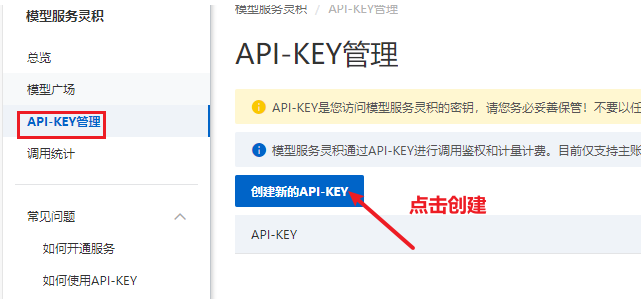 模型服务灵积
总览
模型广场
API-KEY管理
调用统计
常见问题
如何开通服务
如何使用API-KEY
模型服务灵积 / API-KEY管理
API-KEY管理
API-KEY是您访问模型服务灵积的密钥，请您务必妥善保管！不要以任
模型服务灵积通过API-KEY进行调用鉴权和计量计费。目前仅支持主账
创建新的API-KEY
点击创建
API-KEY